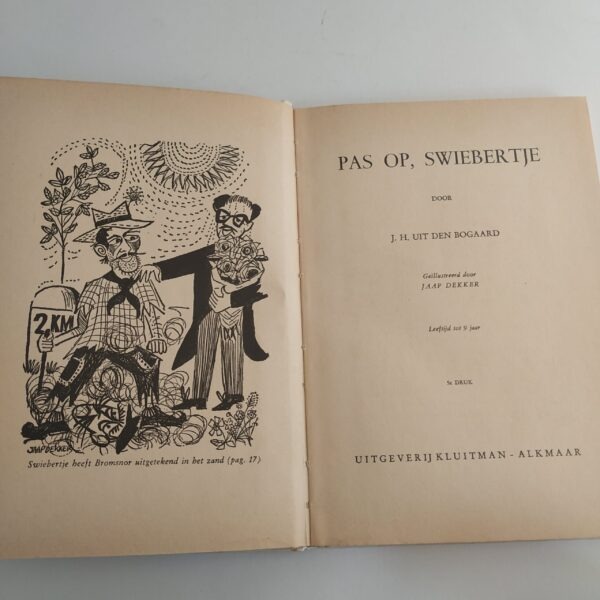 2 KM
JAAP DEKKER
Swiebertje heeft Bromsnor uitgetekend in het zand (pag. 17)
PAS OP, SWIEBERTJE
DOOR
J. H. UIT DEN BOGAARD
Geïllustreerd door
JAAP DEKKER
Leeftijd tot 9 jaar
5e DRUK
UITGEVERIJ KLUITMAN - ALKMAAR